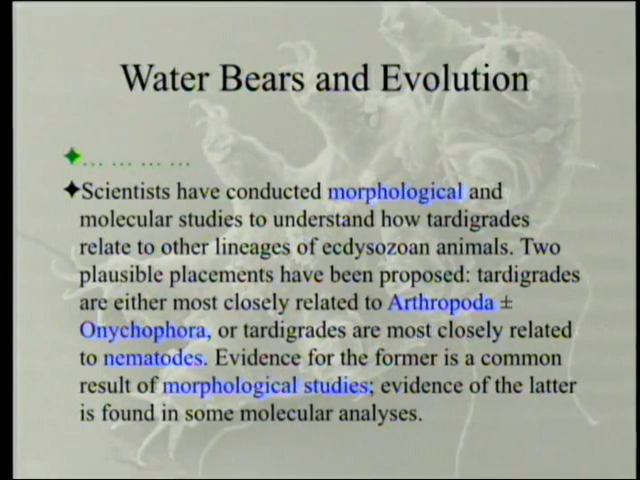 Water Bears and Evolution
... ... ... ...
Scientists have conducted morphological and
molecular studies to understand how tardigrades
relate to other lineages of ecdysozoan animals. Two
plausible placements have been proposed: tardigrades
are either most closely related to Arthropoda ±
Onychophora, or tardigrades are most closely related
to nematodes. Evidence for the former is a common
result of morphological studies; evidence of the latter
is found in some molecular analyses.